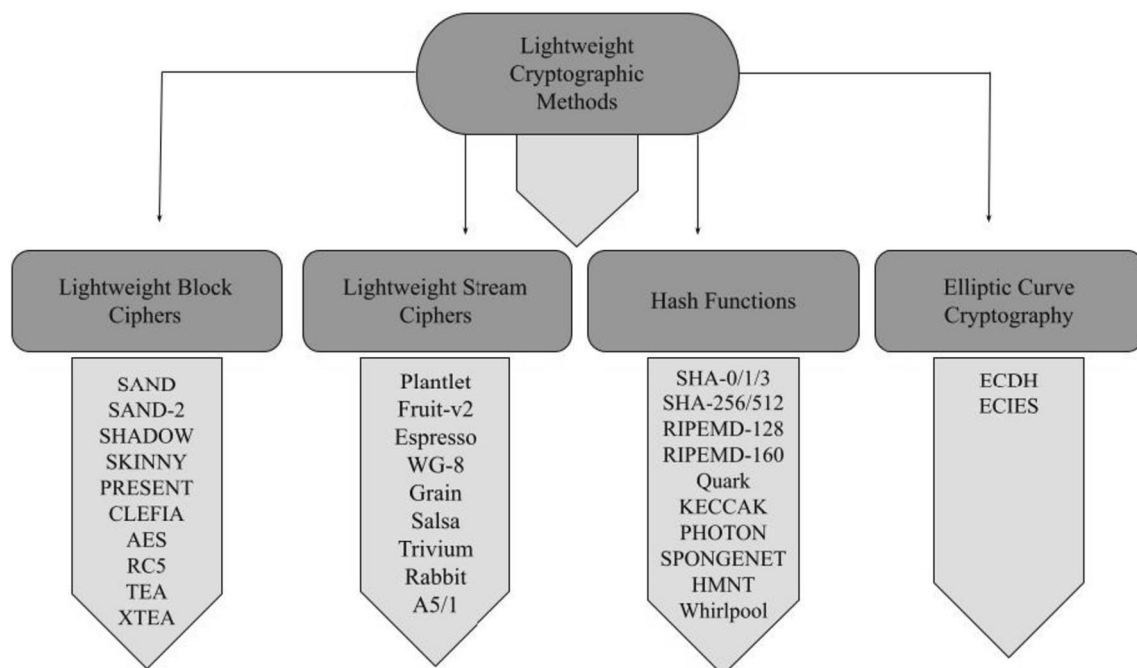 Lightweight
Cryptographic
Methods
Lightweight Block
Ciphers
SAND
SAND-2
SHADOW
SKINNY
PRESENT
CLEFIA
AES
RC5
TEA
XTEA
Lightweight Stream
Ciphers
Plantlet
Fruit-v2
Espresso
WG-8
Grain
Salsa
Trivium
Rabbit
A5/1
Hash Functions
SHA-0/1/3
SHA-256/512
RIPEMD-128
RIPEMD-160
Quark
KECCAK
PHOTON
SPONGENET
HMNT
Whirlpool
Elliptic Curve
Cryptography
ECDH
ECIES